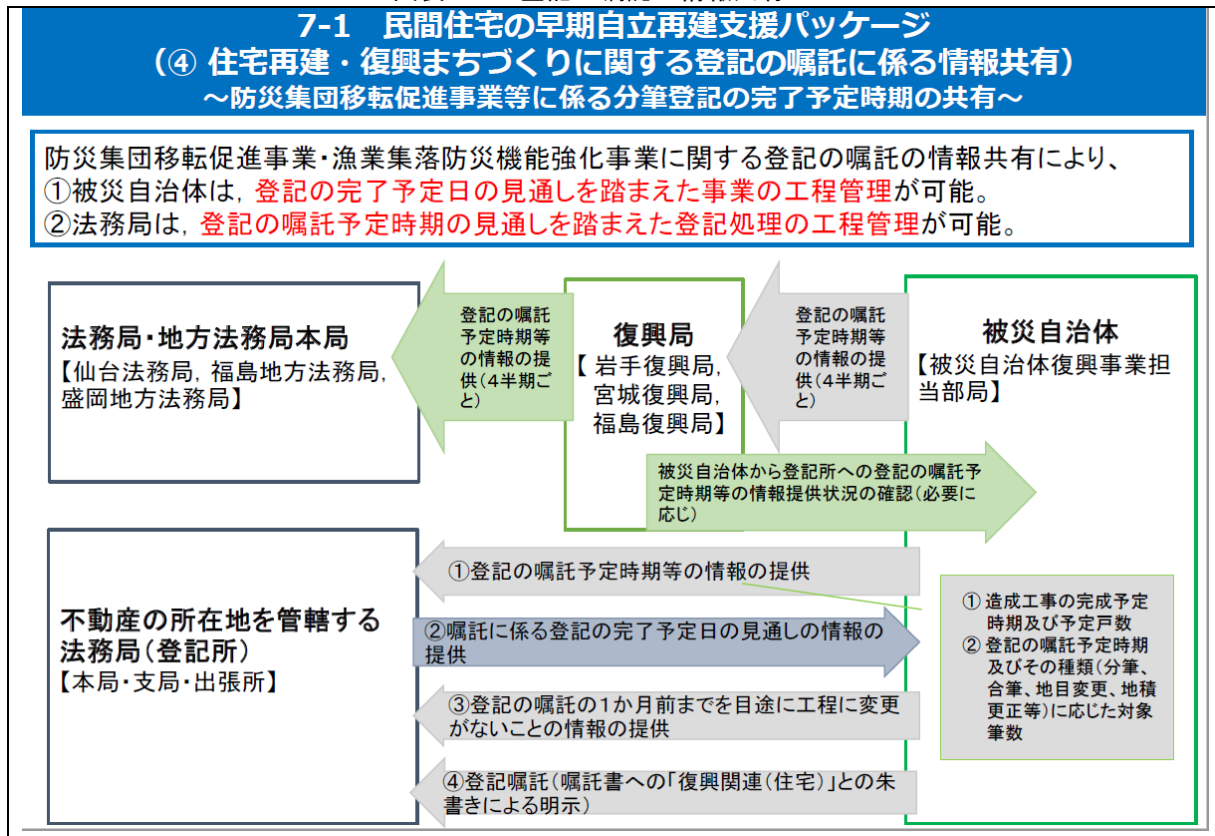 7-1 民間住宅の早期自立再建支援パッケージ
（④ 住宅再建・復興まちづくりに関する登記の嘱託に係る情報共有）
～防災集団移転促進事業等に係る分筆登記の完了予定時期の共有～
防災集団移転促進事業・漁業集落防災機能強化事業に関する登記の嘱託の情報共有により、
①被災自治体は，登記の完了予定日の見通しを踏まえた事業の工程管理が可能。
②法務局は，登記の嘱託予定時期の見通しを踏まえた登記処理の工程管理が可能。
法務局・地方法務局本局
【仙台法務局，福島地方法務局，
盛岡地方法務局】
登記の嘱託
予定時期等
の情報の提
供（4半期ご
と）
復興局
【 岩手復興局，
宮城復興局，
福島復興局】
登記の嘱託
予定時期等
の情報の提
供（4半期ご
と）
被災自治体
【被災自治体復興事業担
当部局】
被災自治体から登記所への登記の嘱託予
定時期等の情報提供状況の確認（必要に
応じ）
不動産の所在地を管轄する
法務局（登記所）
【本局・支局・出張所】
①登記の嘱託予定時期等の情報の提供
②嘱託に係る登記の完了予定日の見通しの情報の
提供
③登記の嘱託の１か月前までを目途に工程に変更
がないことの情報の提供
④登記嘱託（嘱託書への「復興関連（住宅）」との朱
書きによる明示）
① 造成工事の完成予定
時期及び予定戸数
② 登記の嘱託予定時期
及びその種類（分筆、
合筆、地目変更、地積
更正等）に応じた対象
筆数